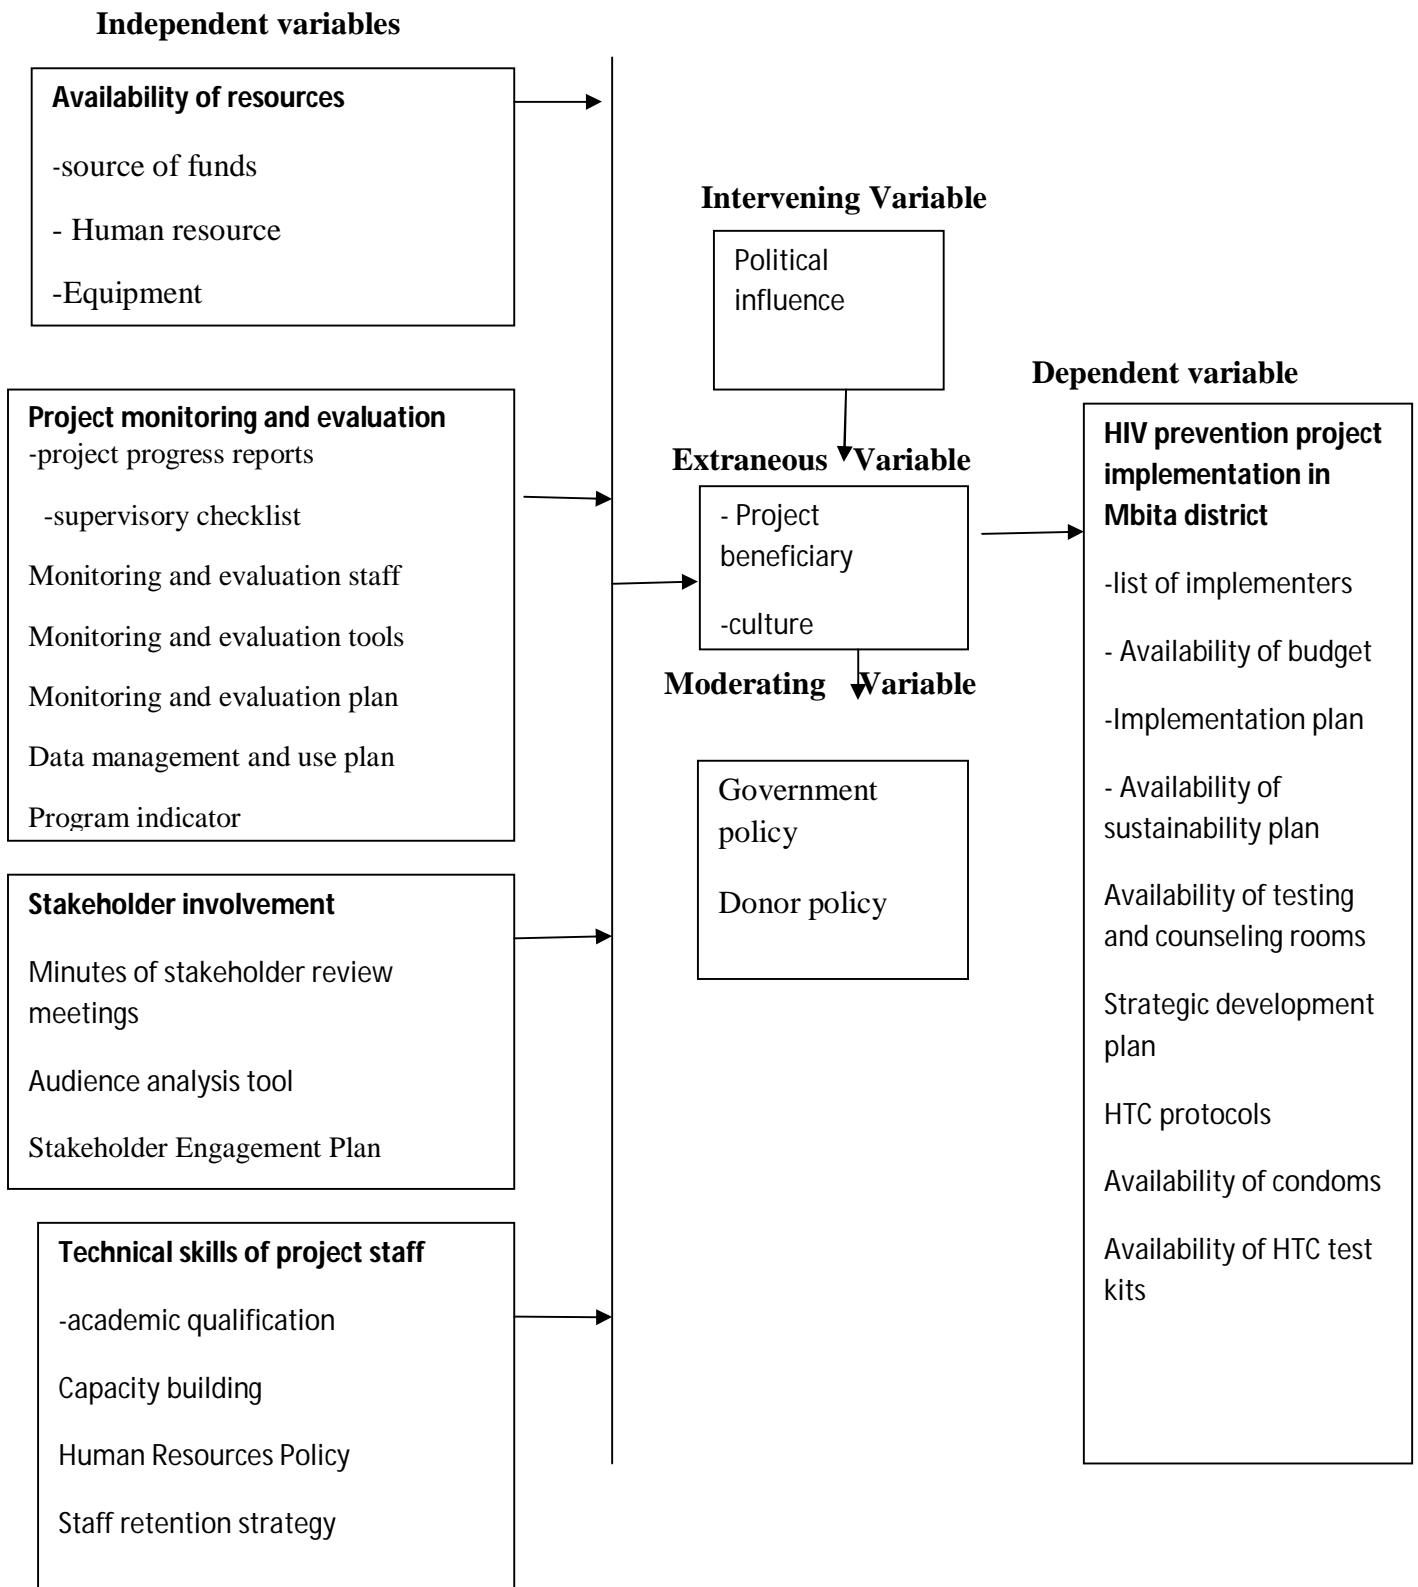 Independent variables
Availability of resources
-source of funds
- Human resource
-Equipment
Project monitoring and evaluation
-project progress reports
-supervisory checklist
Monitoring and evaluation staff
Monitoring and evaluation tools
Monitoring and evaluation plan
Data management and use plan
Program indicator
Stakeholder involvement
Minutes of stakeholder review
meetings
Audience analysis tool
Stakeholder Engagement Plan
Technical skills of project staff
-academic qualification
Capacity building
Human Resources Policy
Staff retention strategy
Intervening Variable
Political
influence
Extraneous Variable
- Project
beneficiary
-culture
Moderating Variable
Government
policy
Donor policy
Dependent variable
HIV prevention project
implementation in
Mbita district
-list of implementers
- Availability of budget
-Implementation plan
- Availability of
sustainability plan
Availability of testing
and counseling rooms
Strategic development
plan
HTC protocols
Availability of condoms
Availability of HTC test
kits